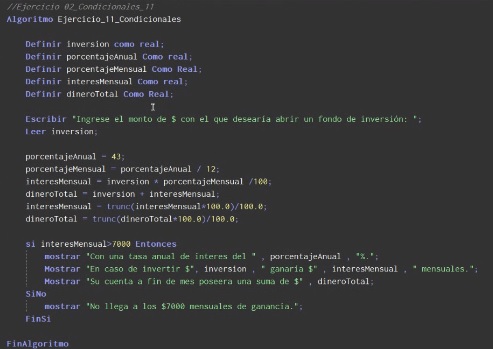 //Ejercicio 02_Condicionales_11
Algoritmo Ejercicio_11_Condicionales
Definir inversion como real;
Definir porcentajeAnual Como real;
Definir porcentajeMensual Como Real;
Definir interesMensual Como real;
Definir dineroTotal Como Real;
Escribir "Ingrese el monto de $ con el que desearía abrir un fondo de inversión: ";
Leer inversion;
porcentajeAnual = 43;
porcentajeMensual = porcentajeAnual / 12;
interesMensual = inversion * porcentajeMensual /100;
dineroTotal = inversion + interesMensual;
interesMensual = trunc(interesMensual*100.0)/100.0;
dineroTotal = trunc(dineroTotal*100.0)/100.0;
si interesMensual>7000 Entonces
mostrar "Con una tasa anual de interes del " , porcentajeAnual , "%.";
Mostrar "En caso de invertir $", inversion , " ganaría $" , interesMensual , " mensuales.";
Mostrar "Su cuenta a fin de mes poseera una suma de $" , dineroTotal;
SiNo
mostrar "No llega a los $7000 mensuales de ganancia.";
FinSi
FinAlgoritmo